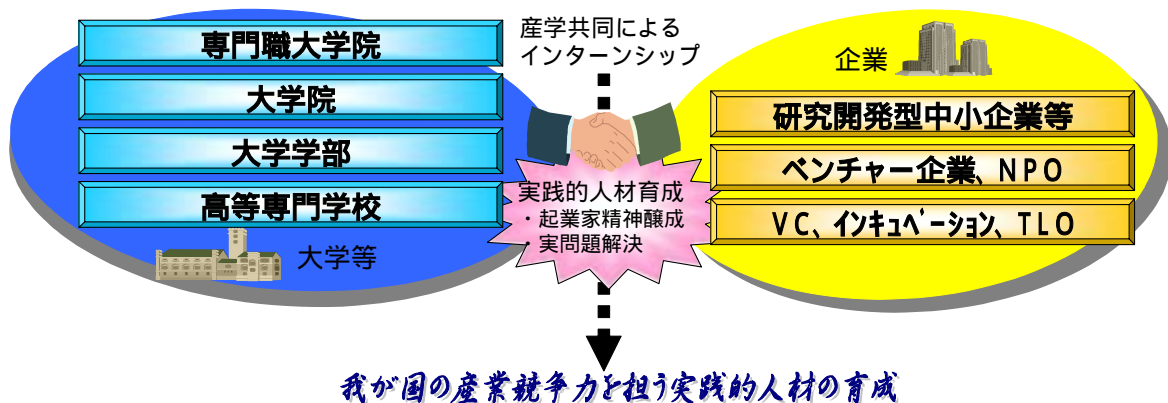 専門職大学院
大学院
大学学部
高等専門学校
大学等
産学共同による
インターンシップ
実践的人材育成
・起業家精神醸成
・実問題解決
企業
研究開発型中小企業等
ベンチャー企業、NPO
VC、インキュベーション、TLO
我が国の産業競争力を担う実践的人材の育成